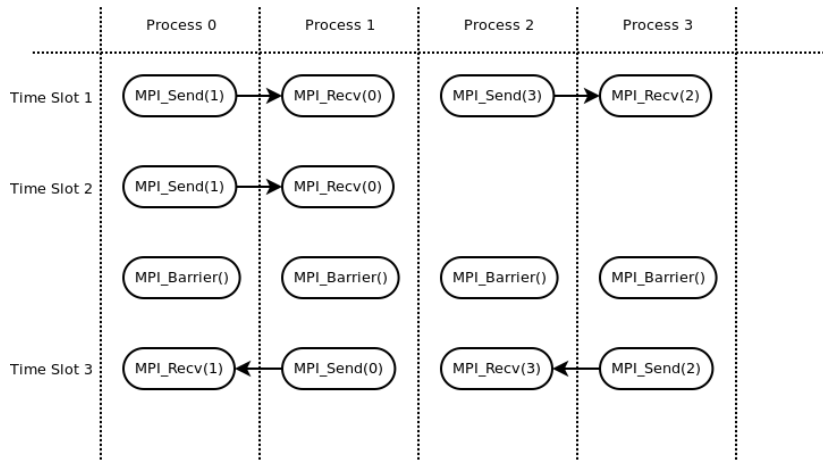 Process 0 Process 1 Process 2 Process 3
Time Slot 1 MPI_Send(1) MPI_Recv(0) MPI_Send(3) MPI_Recv(2)
Time Slot 2 MPI_Send(1) MPI_Recv(0)
MPI_Barrier() MPI_Barrier() MPI_Barrier() MPI_Barrier()
Time Slot 3 MPI_Recv(1) MPI_Send(0) MPI_Recv(3) MPI_Send(2)